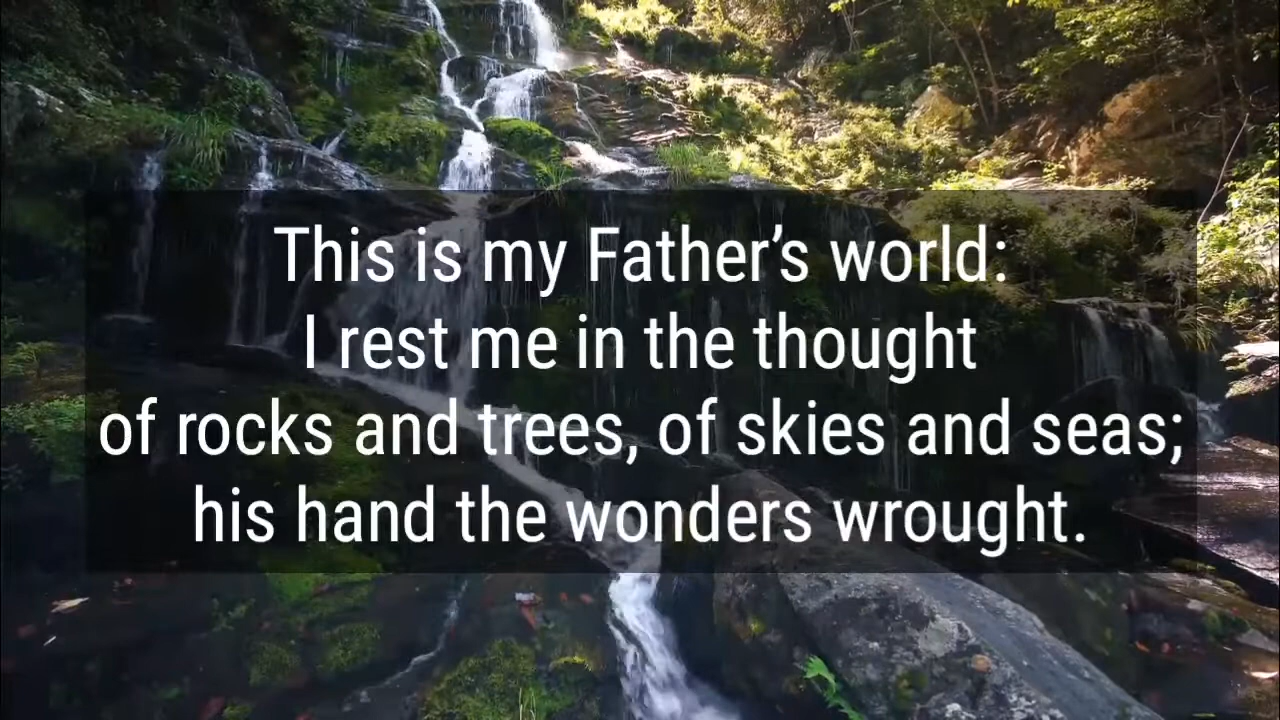 This is my Father’s world:
I rest me in the thought
of rocks and trees, of skies and seas;
his hand the wonders wrought.